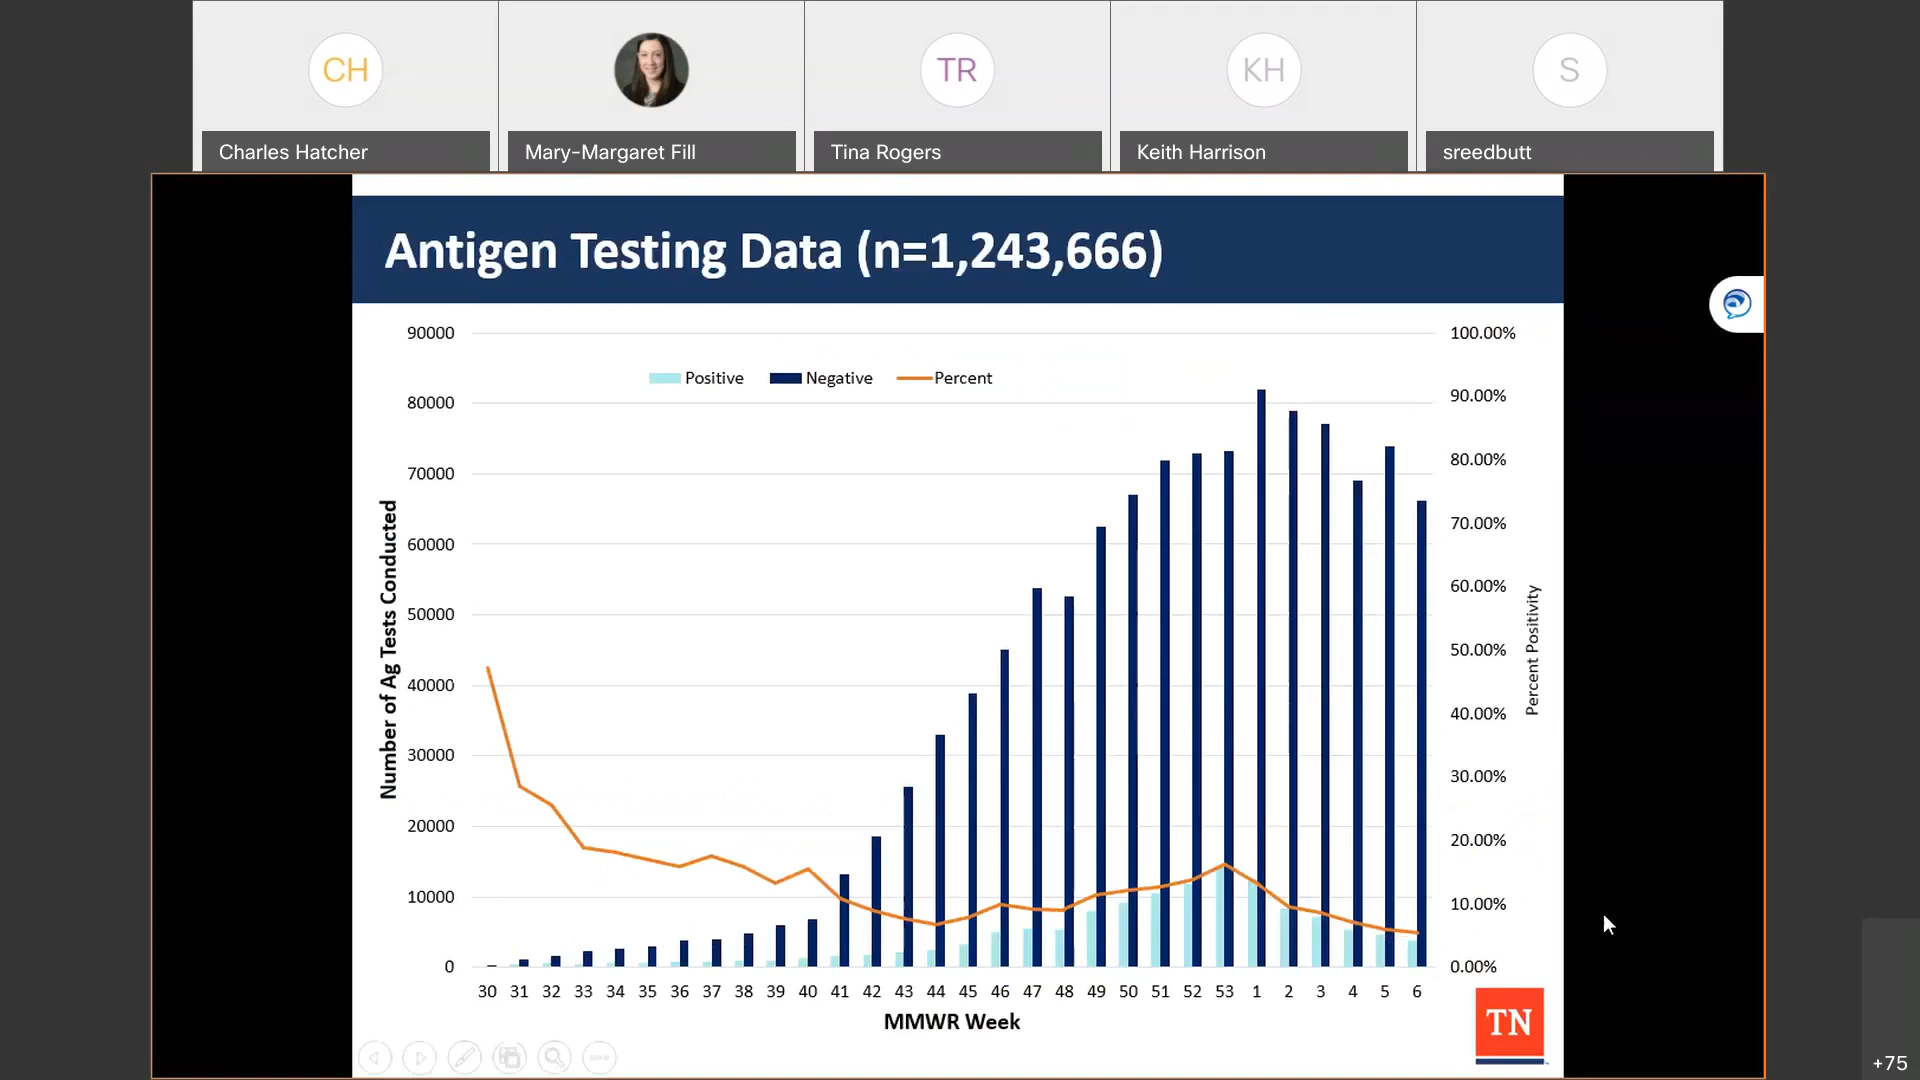 CH
TR
KH
S
Charles Hatcher
Mary-Margaret Fill
Tina Rogers
Keith Harrison
sreedbutt
Antigen Testing Data (n=1,243,666)
Positive
Negative
Percent
90000
80000
70000
60000
50000
40000
30000
20000
10000
0
Number of Ag Tests Conducted
100.00%
90.00%
80.00%
70.00%
60.00%
50.00%
40.00%
30.00%
20.00%
10.00%
0.00%
Percent Positivity
30 31 32 33 34 35 36 37 38 39 40 41 42 43 44 45 46 47 48 49 50 51 52 53 1 2 3 4 5 6
MMWR Week
TN
+75